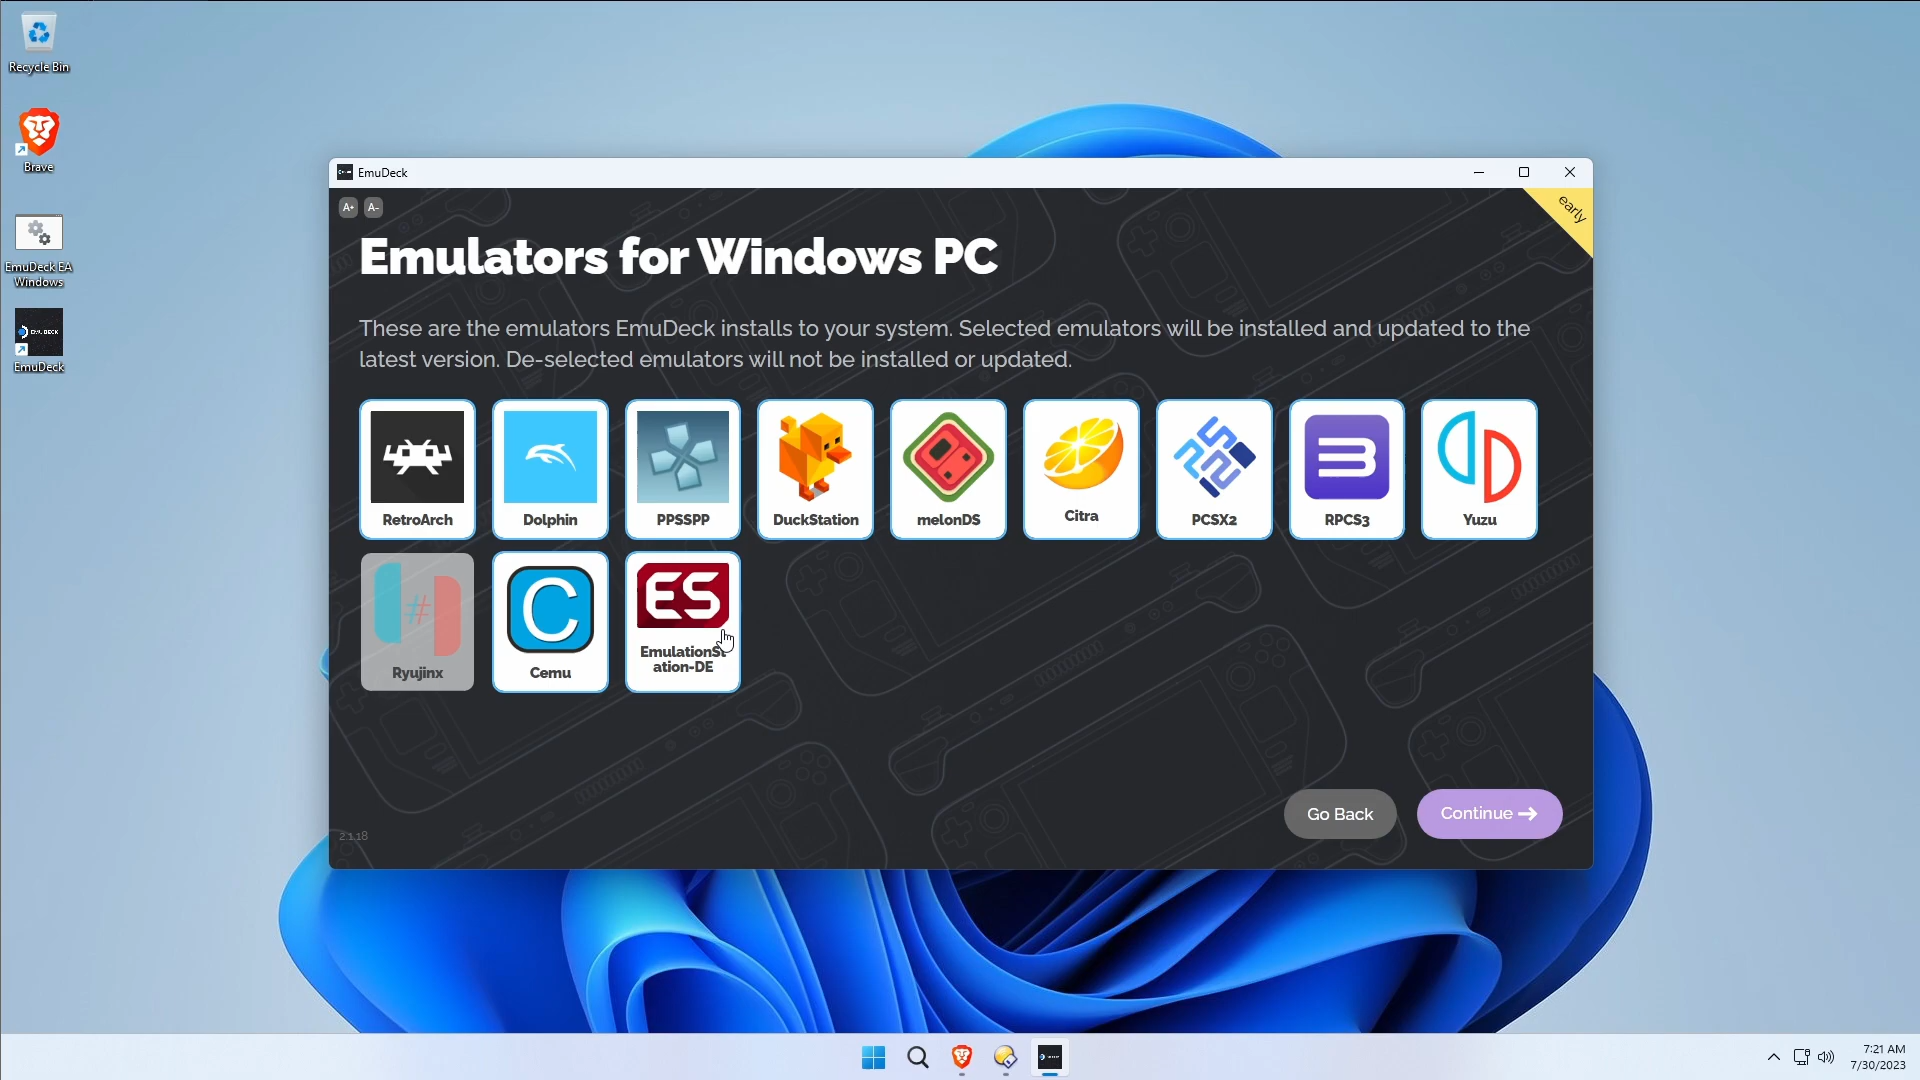 Recycle Bin
Brave
EmuDeck EA
Windows
EMU DECK
EmuDeck
EmuDeck
A+ A-
early
Emulators for Windows PC
These are the emulators EmuDeck installs to your system. Selected emulators will be installed and updated to the
latest version. De-selected emulators will not be installed or updated.
RetroArch
Dolphin
PPSSPP
DuckStation
melonDS
Citra
PCSX2
RPCS3
Yuzu
#
Ryujinx
C
Cemu
ES
EmulationSt
ation-DE
Go Back
Continue →
2.1.18
7:21 AM
7/30/2023